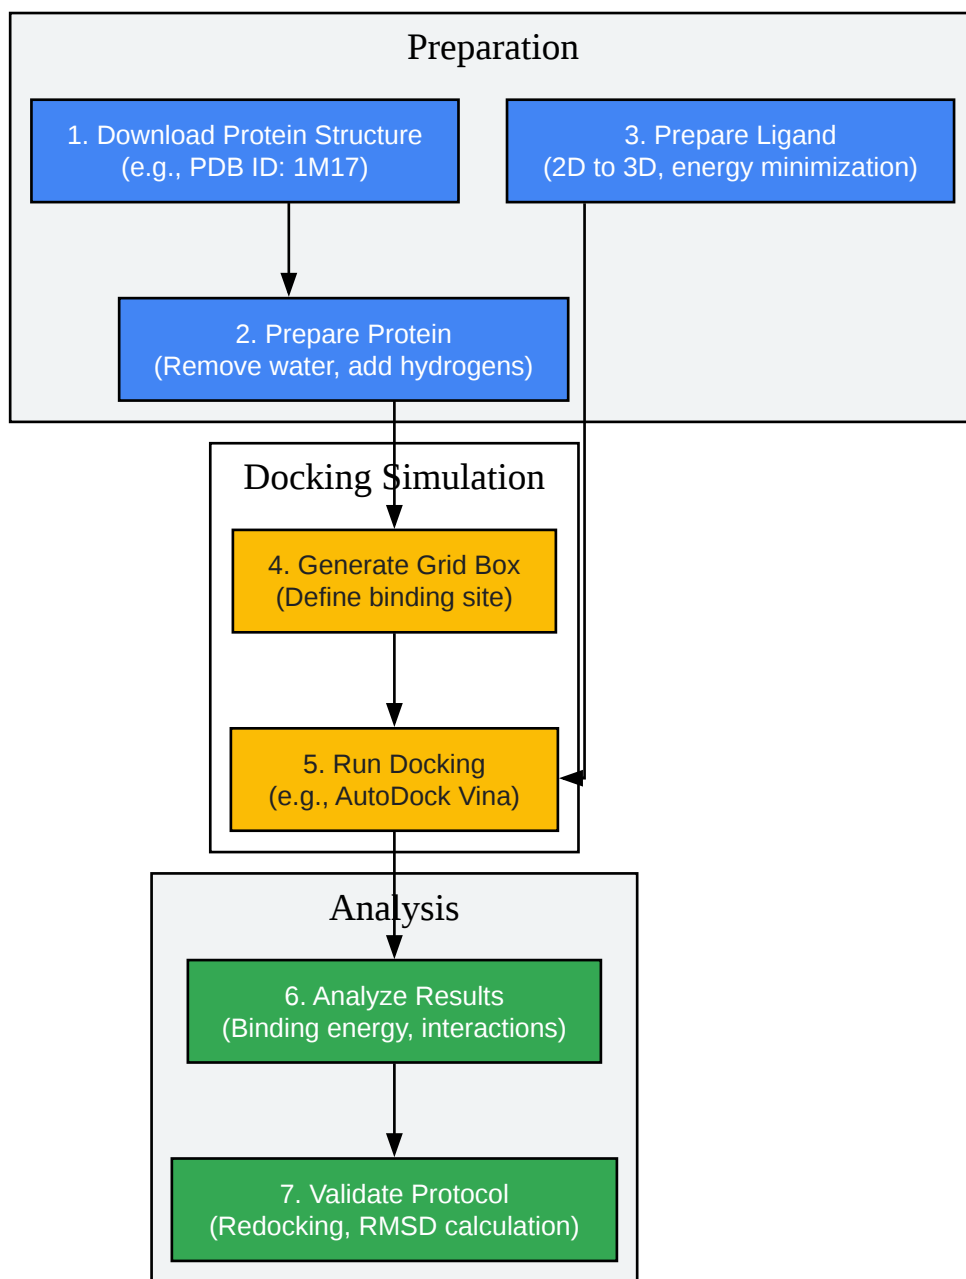 Preparation
1. Download Protein Structure
(e.g., PDB ID: 1M17)
3. Prepare Ligand
(2D to 3D, energy minimization)
2. Prepare Protein
(Remove water, add hydrogens)
Docking Simulation
4. Generate Grid Box
(Define binding site)
5. Run Docking
(e.g., AutoDock Vina)
Analysis
6. Analyze Results
(Binding energy, interactions)
7. Validate Protocol
(Redocking, RMSD calculation)